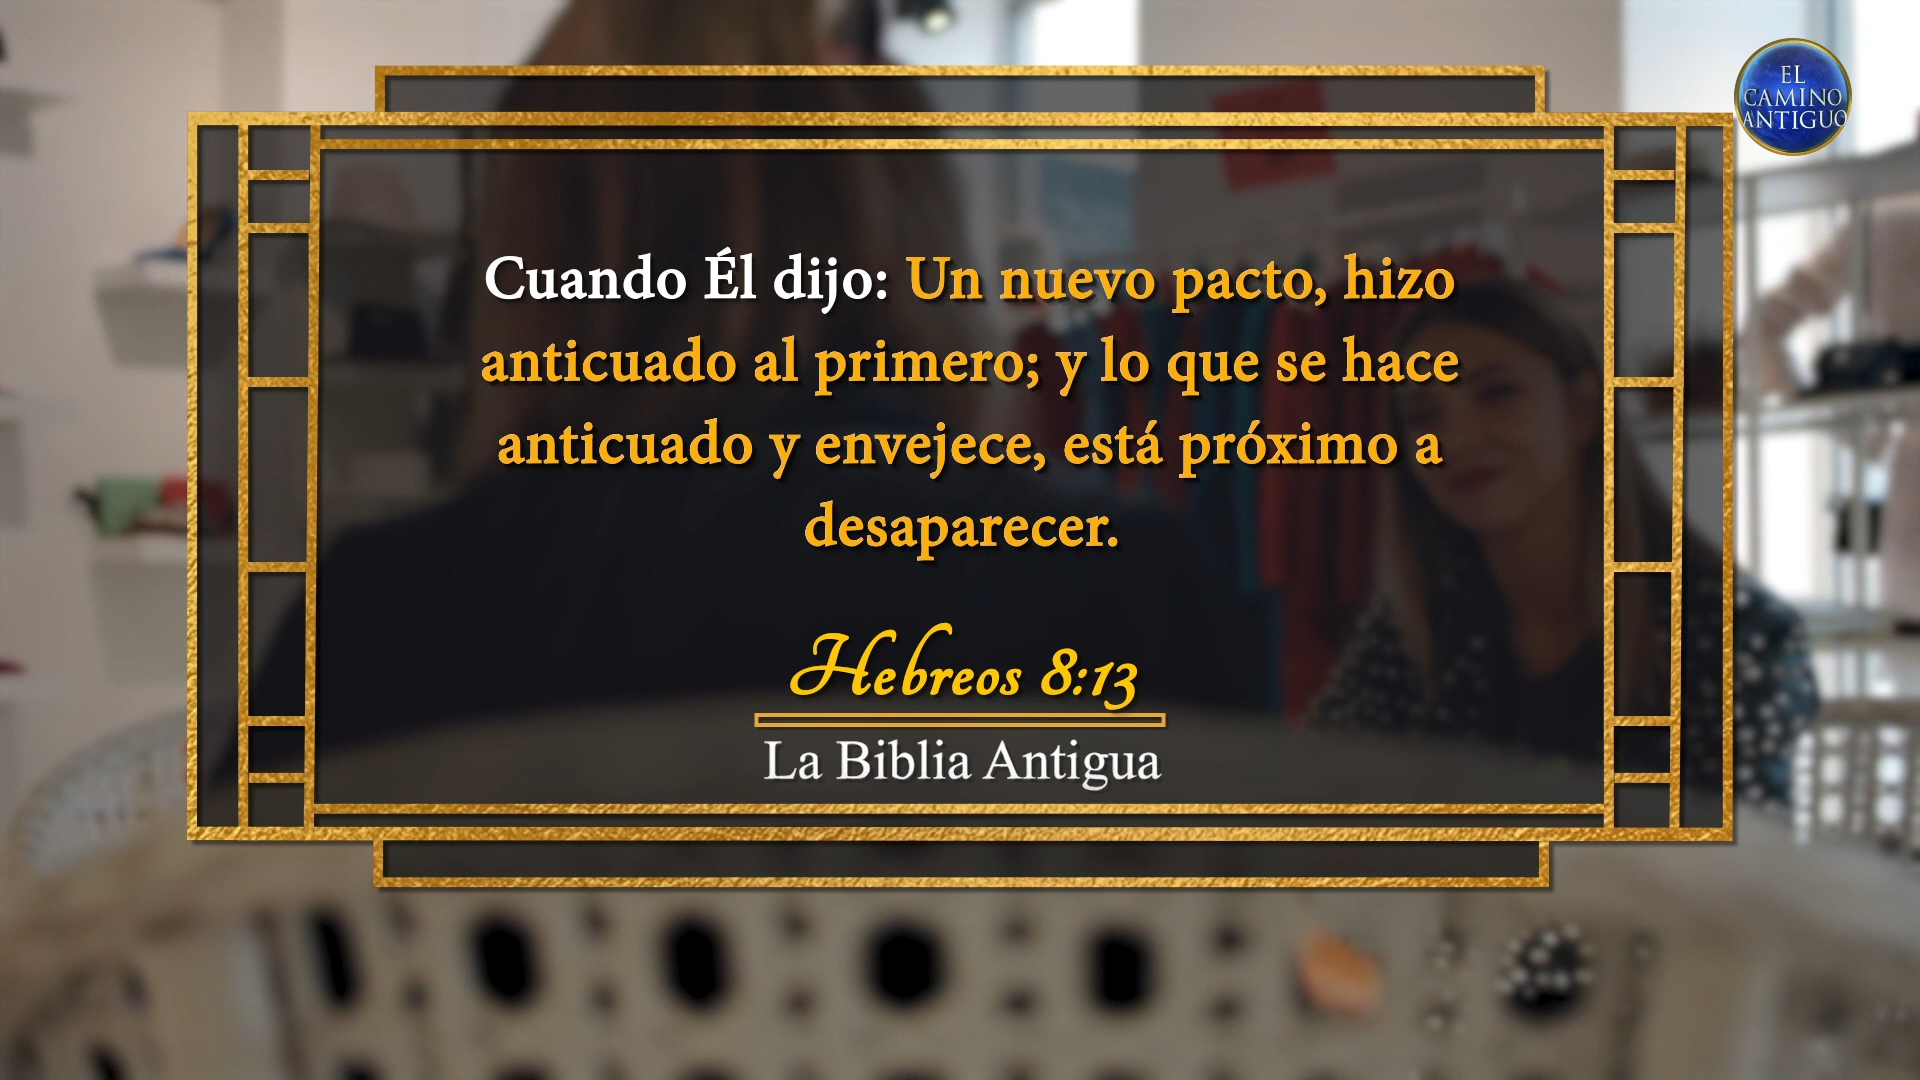 EL
CAMINO
ANTIGUO
Cuando Él dijo: Un nuevo pacto, hizo
anticuado al primero; y lo que se hace
anticuado y envejece, está próximo a
desaparecer.
Hebreos 8:13
La Biblia Antigua